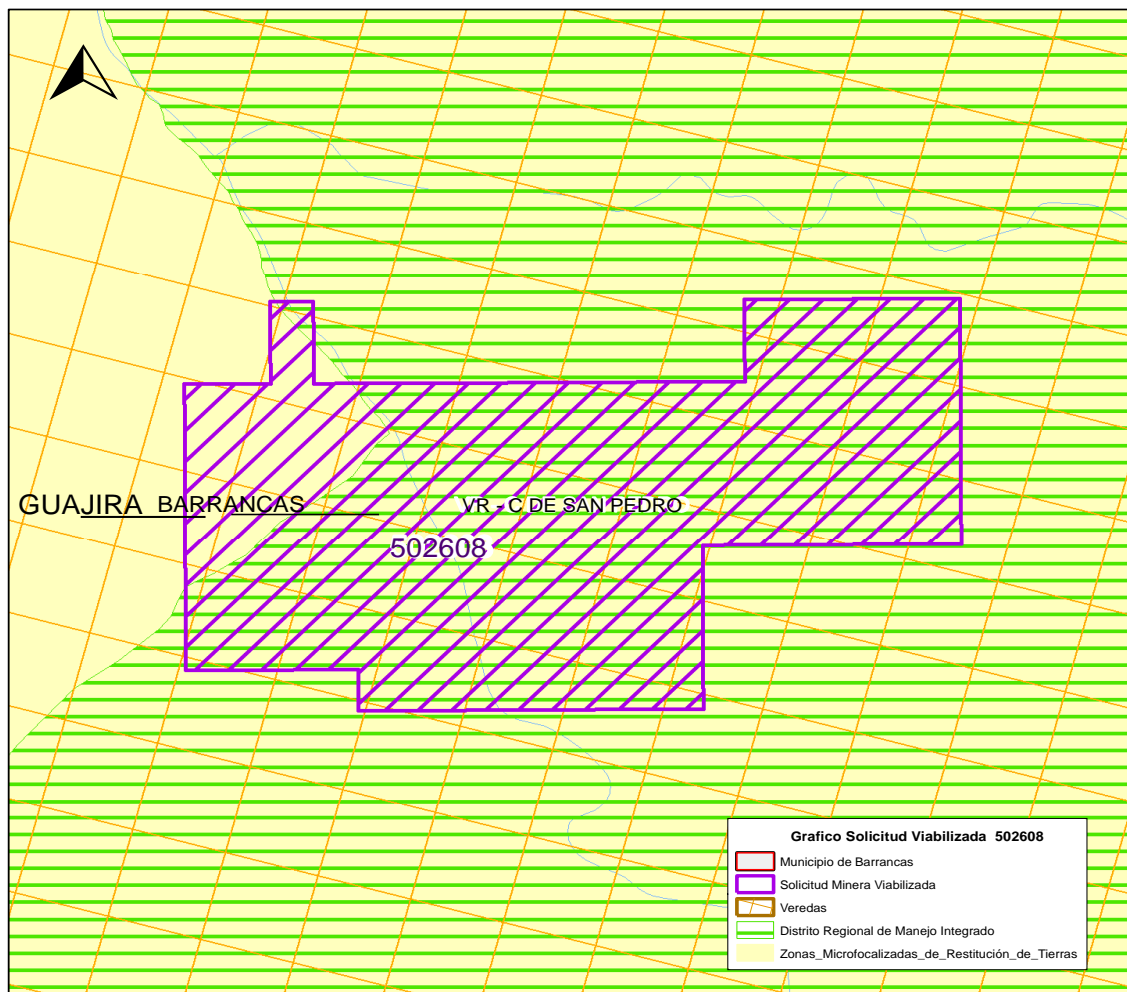 GUAJIRA BARRANCAS VR - C DE SAN PEDRO
502608
Grafico Solicitud Viabilizada 502608
Municipio de Barrancas
Solicitud Minera Viabilizada
Veredas
Distrito Regional de Manejo Integrado
Zonas_Microfocalizadas_de_Restitución_de_Tierras